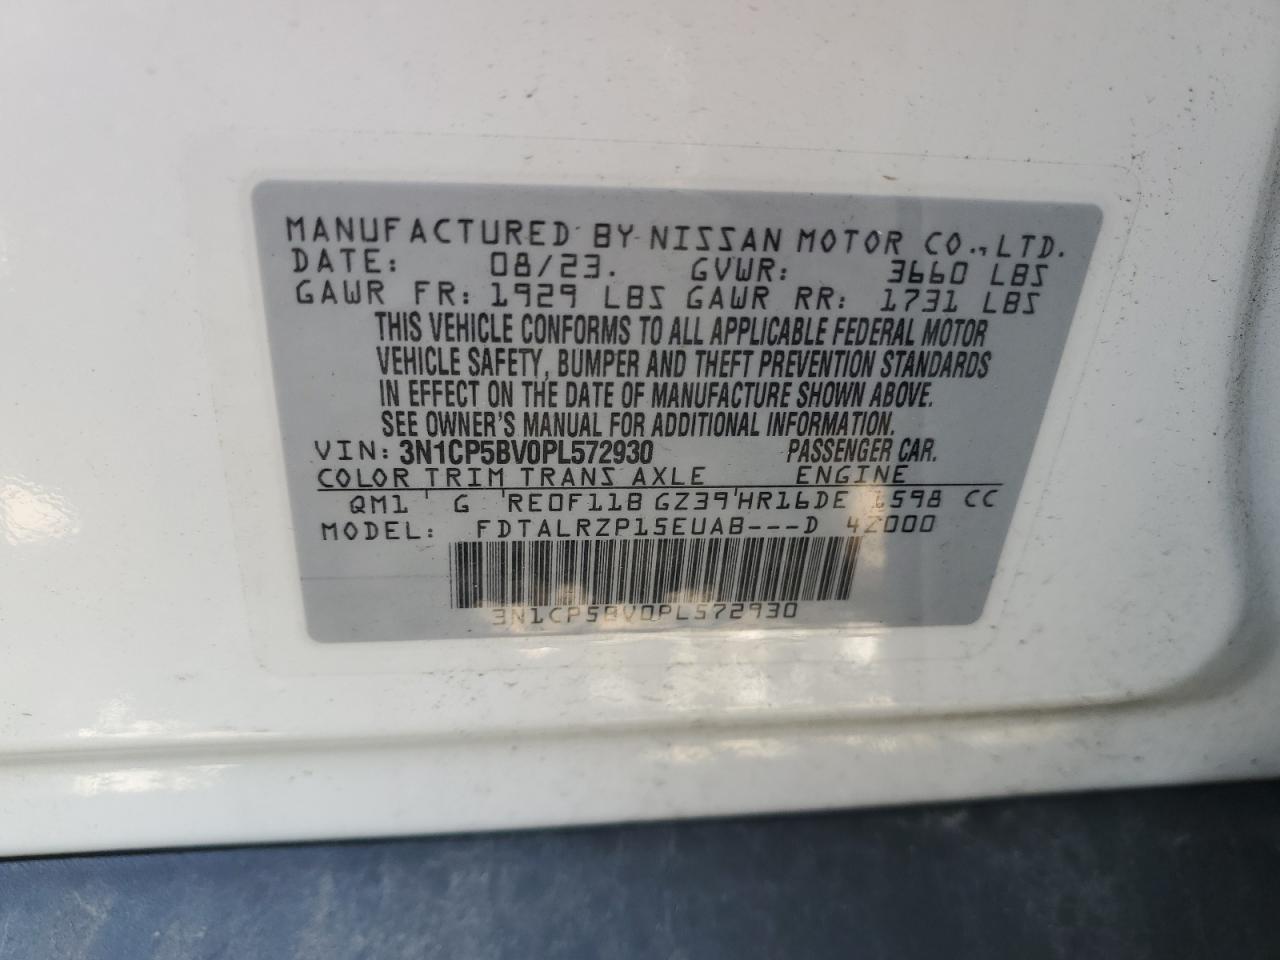 MANUFACTURED BY NISSAN MOTOR CO., LTD.
DATE: 08/23. GVWR: 3660 LBS
GAWR FR: 1929 LBS GAWR RR: 1731 LBS
THIS VEHICLE CONFORMS TO ALL APPLICABLE FEDERAL MOTOR
VEHICLE SAFETY, BUMPER AND THEFT PREVENTION STANDARDS
IN EFFECT ON THE DATE OF MANUFACTURE SHOWN ABOVE.
SEE OWNER'S MANUAL FOR ADDITIONAL INFORMATION.
VIN: 3N1CP5BV0PL572930 PASSENGER CAR.
COLOR TRIM TRANS AXLE ENGINE
QM1 G RE0F11B GZ39 HR16DE 1598 CC
MODEL: FDTALRZP15EUAB---D 4Z000
3N1CP5BV0PL572930